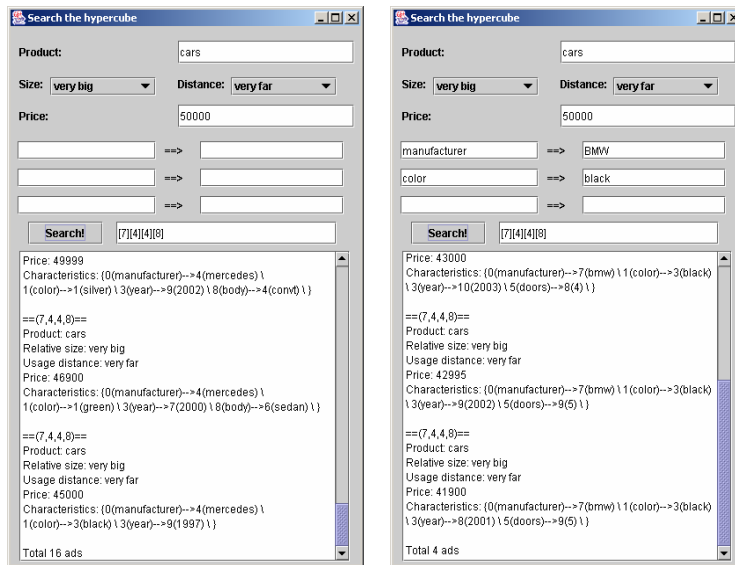 Search the hypercube
Product: cars
Size: very big Distance: very far
Price: 50000
==>
==>
==>
Search! [7][4][4][8]
Price: 49999
Characteristics: {0(manufacturer)-->4(mercedes) \
1(color)-->1(silver) \ 3(year)-->9(2002) \ 8(body)-->4(convt) \ }
==(7,4,4,8)==
Product: cars
Relative size: very big
Usage distance: very far
Price: 46900
Characteristics: {0(manufacturer)-->4(mercedes) \
1(color)-->1(green) \ 3(year)-->7(2000) \ 8(body)-->6(sedan) \ }
==(7,4,4,8)==
Product: cars
Relative size: very big
Usage distance: very far
Price: 45000
Characteristics: {0(manufacturer)-->4(mercedes) \
1(color)-->3(black) \ 3(year)-->9(1997) \ }
Total 16 ads
Search the hypercube
Product: cars
Size: very big Distance: very far
Price: 50000
manufacturer ==> BMW
color ==> black
==>
Search! [7][4][4][8]
Price: 43000
Characteristics: {0(manufacturer)-->7(bmw) \ 1(color)-->3(black)
\ 3(year)-->10(2003) \ 5(doors)-->8(4) \ }
==(7,4,4,8)==
Product: cars
Relative size: very big
Usage distance: very far
Price: 42995
Characteristics: {0(manufacturer)-->7(bmw) \ 1(color)-->3(black)
\ 3(year)-->9(2002) \ 5(doors)-->9(5) \ }
==(7,4,4,8)==
Product: cars
Relative size: very big
Usage distance: very far
Price: 41900
Characteristics: {0(manufacturer)-->7(bmw) \ 1(color)-->3(black)
\ 3(year)-->8(2001) \ 5(doors)-->9(5) \ }
Total 4 ads